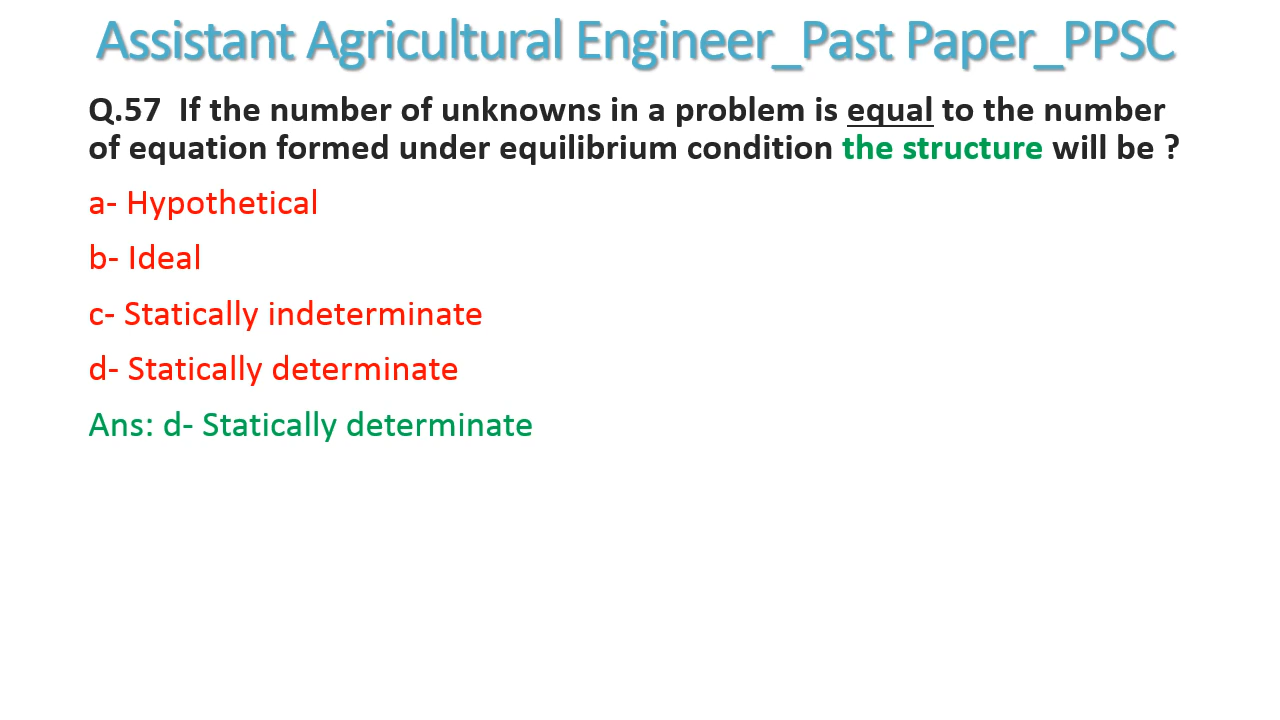 Assistant Agricultural Engineer_Past Paper_PPSC
Q.57 If the number of unknowns in a problem is equal to the number
of equation formed under equilibrium condition the structure will be ?
a- Hypothetical
b- Ideal
c- Statically indeterminate
d- Statically determinate
Ans: d- Statically determinate